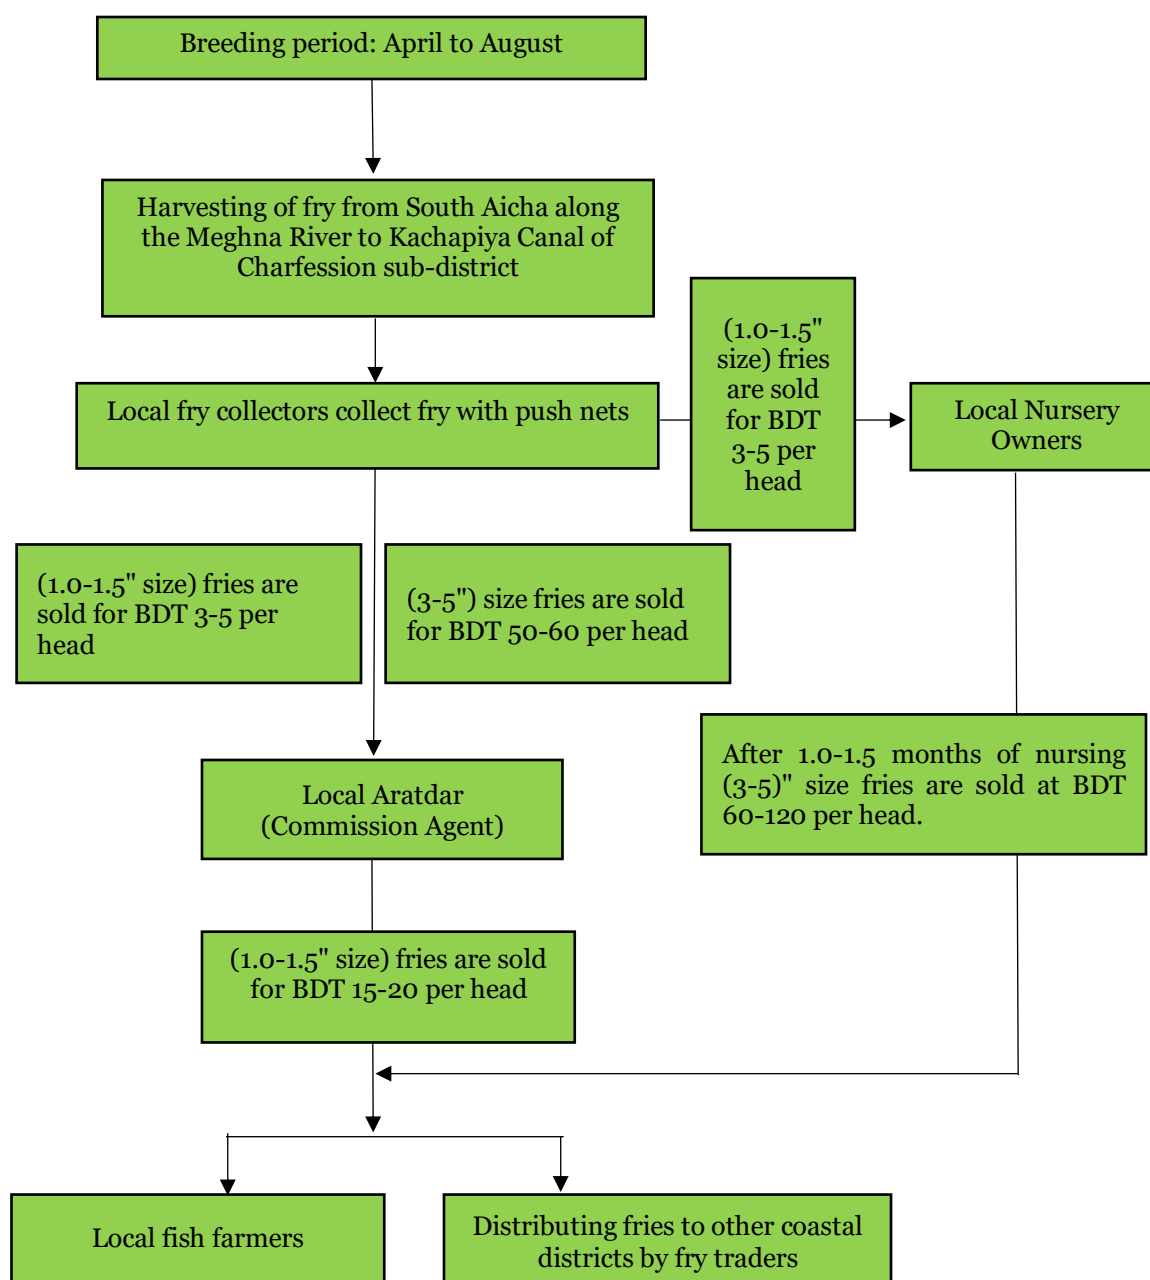 Breeding period: April to August
Harvesting of fry from South Aicha along
the Meghna River to Kachapiya Canal of
Charfession sub-district
(1.0-1.5"
size) fries
are sold
for BDT
3-5 per
head
Local fry collectors collect fry with push nets
Local Nursery
Owners
(1.0-1.5" size) fries are
sold for BDT 3-5 per
head
(3-5") size fries are sold
for BDT 50-60 per head
After 1.0-1.5 months of nursing
(3-5)" size fries are sold at BDT
60-120 per head.
Local Aratdar
(Commission Agent)
(1.0-1.5" size) fries are sold
for BDT 15-20 per head
Local fish farmers
Distributing fries to other coastal
districts by fry traders